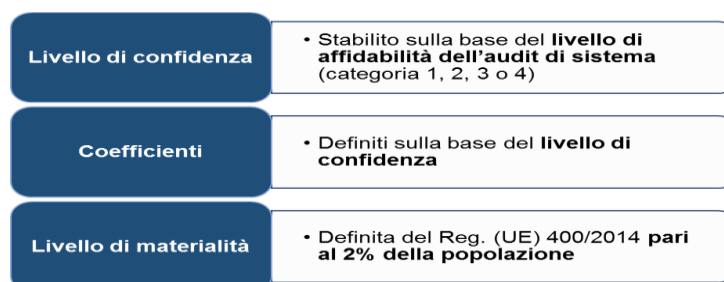 Livello di confidenza
• Stabilito sulla base del livello di
affidabilità dell'audit di sistema
(categoria 1, 2, 3 o 4)
Coefficienti
• Definiti sulla base del livello di
confidenza
Livello di materialità
• Definita del Reg. (UE) 400/2014 pari
al 2% della popolazione